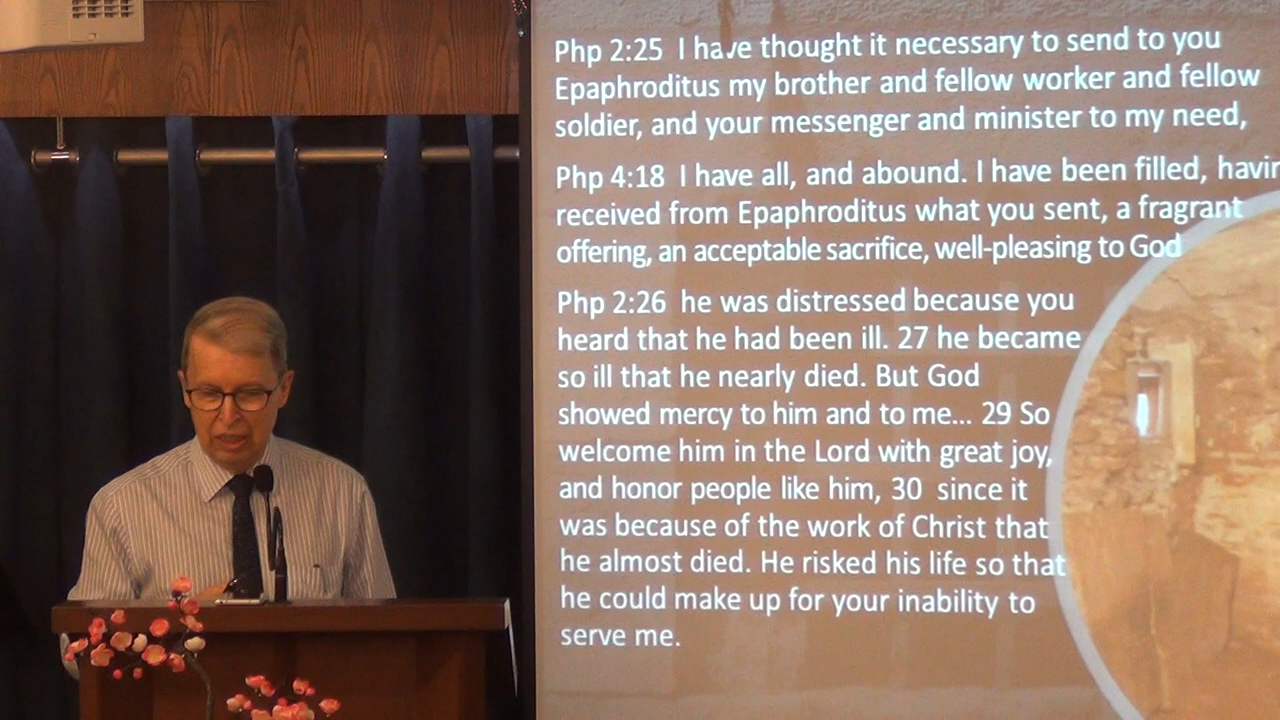 Php 2:25 I have thought it necessary to send to you
Epaphroditus my brother and fellow worker and fellow
soldier, and your messenger and minister to my need,
Php 4:18 I have all, and abound. I have been filled, havin
received from Epaphroditus what you sent, a fragrant
offering, an acceptable sacrifice, well-pleasing to God
Php 2:26 he was distressed because you
heard that he had been ill. 27 he became
so ill that he nearly died. But God
showed mercy to him and to me... 29 So
welcome him in the Lord with great joy,
and honor people like him, 30 since it
was because of the work of Christ that
he almost died. He risked his life so that
he could make up for your inability to
serve me.